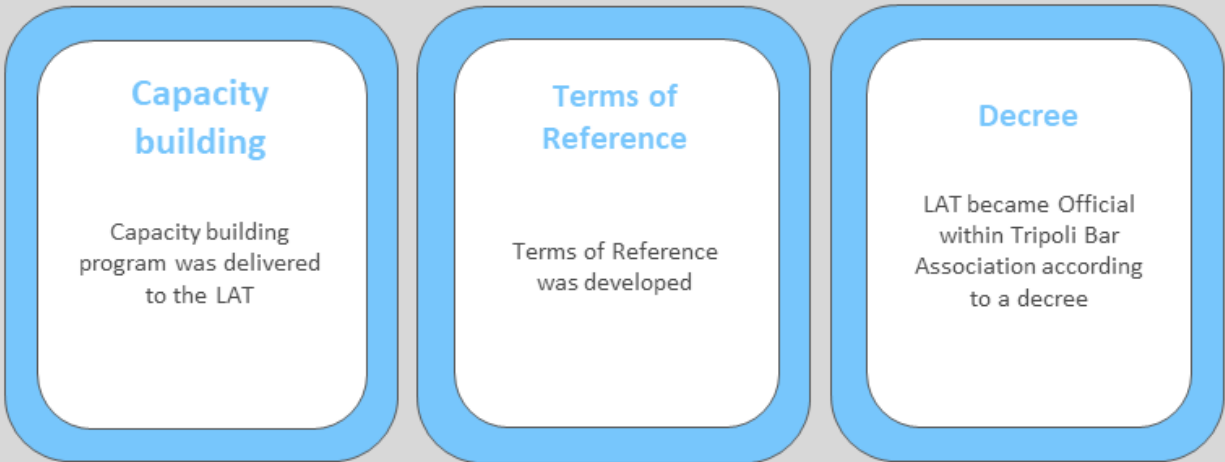 Capacity
building
Capacity building
program was delivered
to the LAT
Terms of
Reference
Terms of Reference
was developed
Decree
LAT became Official
within Tripoli Bar
Association according
to a decree